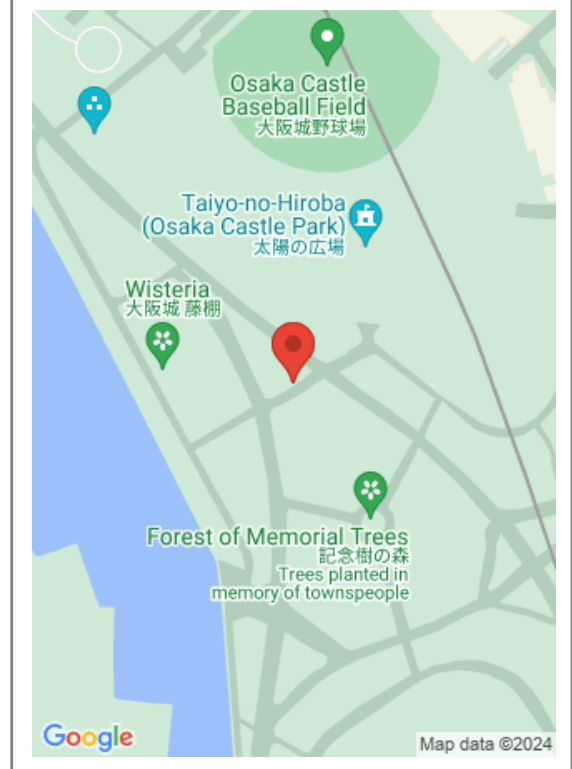 Osaka Castle
Baseball Field
大阪城野球場
Taiyo-no-Hiroba
(Osaka Castle Park)
太陽の広場
Wisteria
大阪城 藤棚
Forest of Memorial Trees
記念樹の森
Trees planted in
memory of townspeople
Google
Map data ©2024